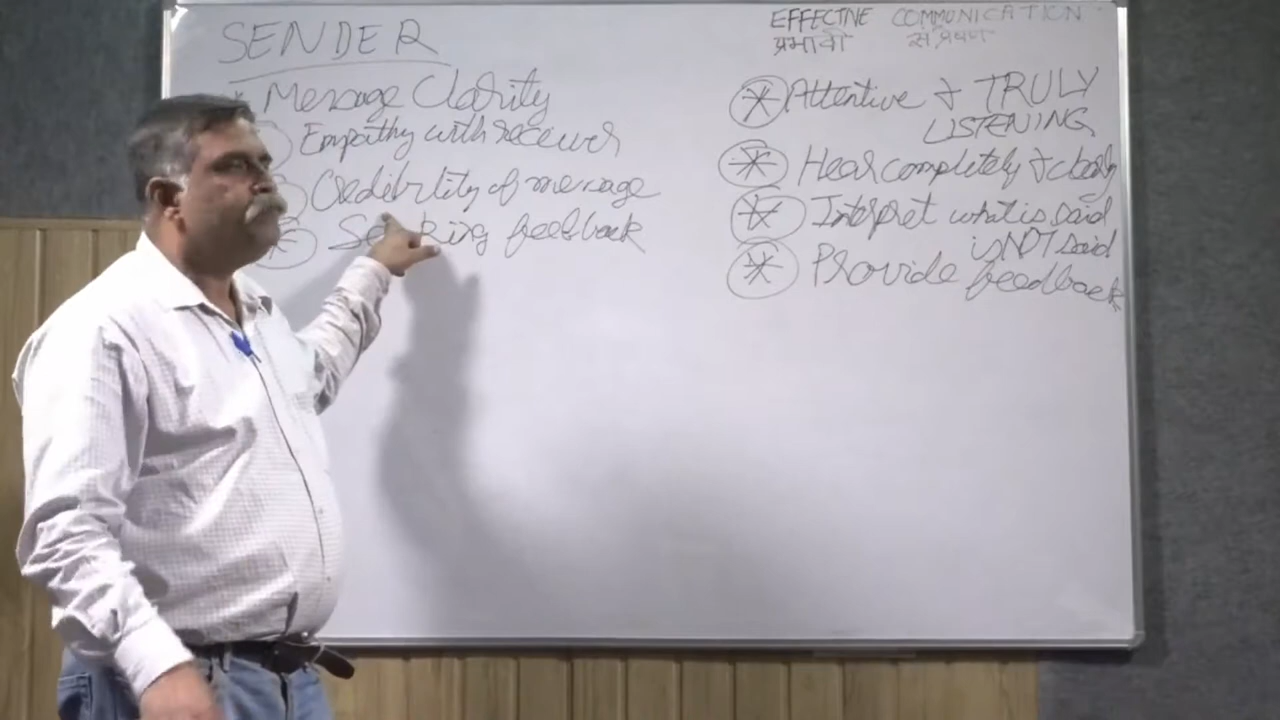 SENDER
* Message Clarity
Empathy with receiver
Credibility of message
* Seeking feedback
EFFECTIVE COMMUNICATION
प्रभावी संप्रेषण
* Attentive & TRULY
LISTENING
* Hear completely & clearly
* Interpret what is said
is NOT said
* Provide feedback